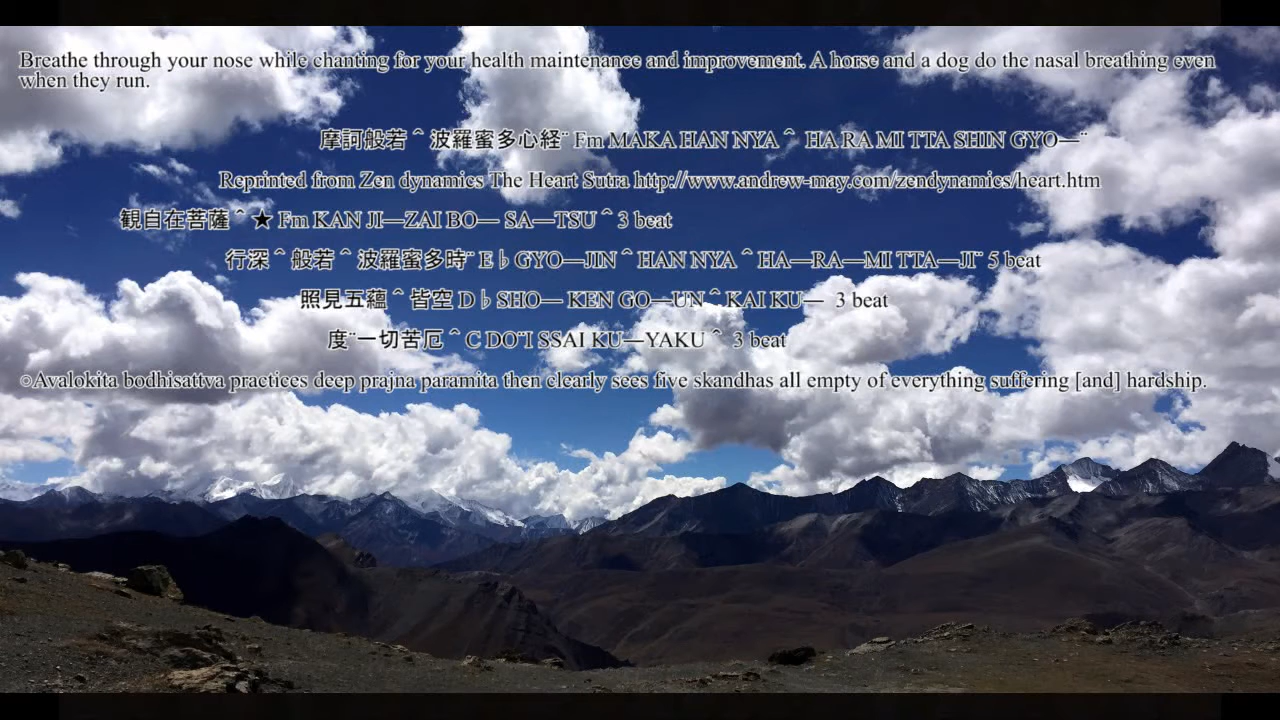 Breathe through your nose while chanting for your health maintenance and improvement. A horse and a dog do the nasal breathing even
when they run.
摩訶般若＾波羅蜜多心経¨ Fm MAKA HAN NYA＾ HA RA MI TTA SHIN GYO―¨
Reprinted from Zen dynamics The Heart Sutra http://www.andrew-may.com/zendynamics/heart.htm
観自在菩薩＾★ Fm KAN JI―ZAI BO― SA―TSU＾3 beat
行深＾般若＾波羅蜜多時¨ E♭GYO―JIN＾HAN NYA＾HA―RA―MI TTA―JI¨ 5 beat
照見五蘊＾皆空 D♭SHO― KEN GO―UN＾KAI KU― 3 beat
度¨一切苦厄＾C DO¨I SSAI KU―YAKU＾ 3 beat
○Avalokita bodhisattva practices deep prajna paramita then clearly sees five skandhas all empty of everything suffering [and] hardship.